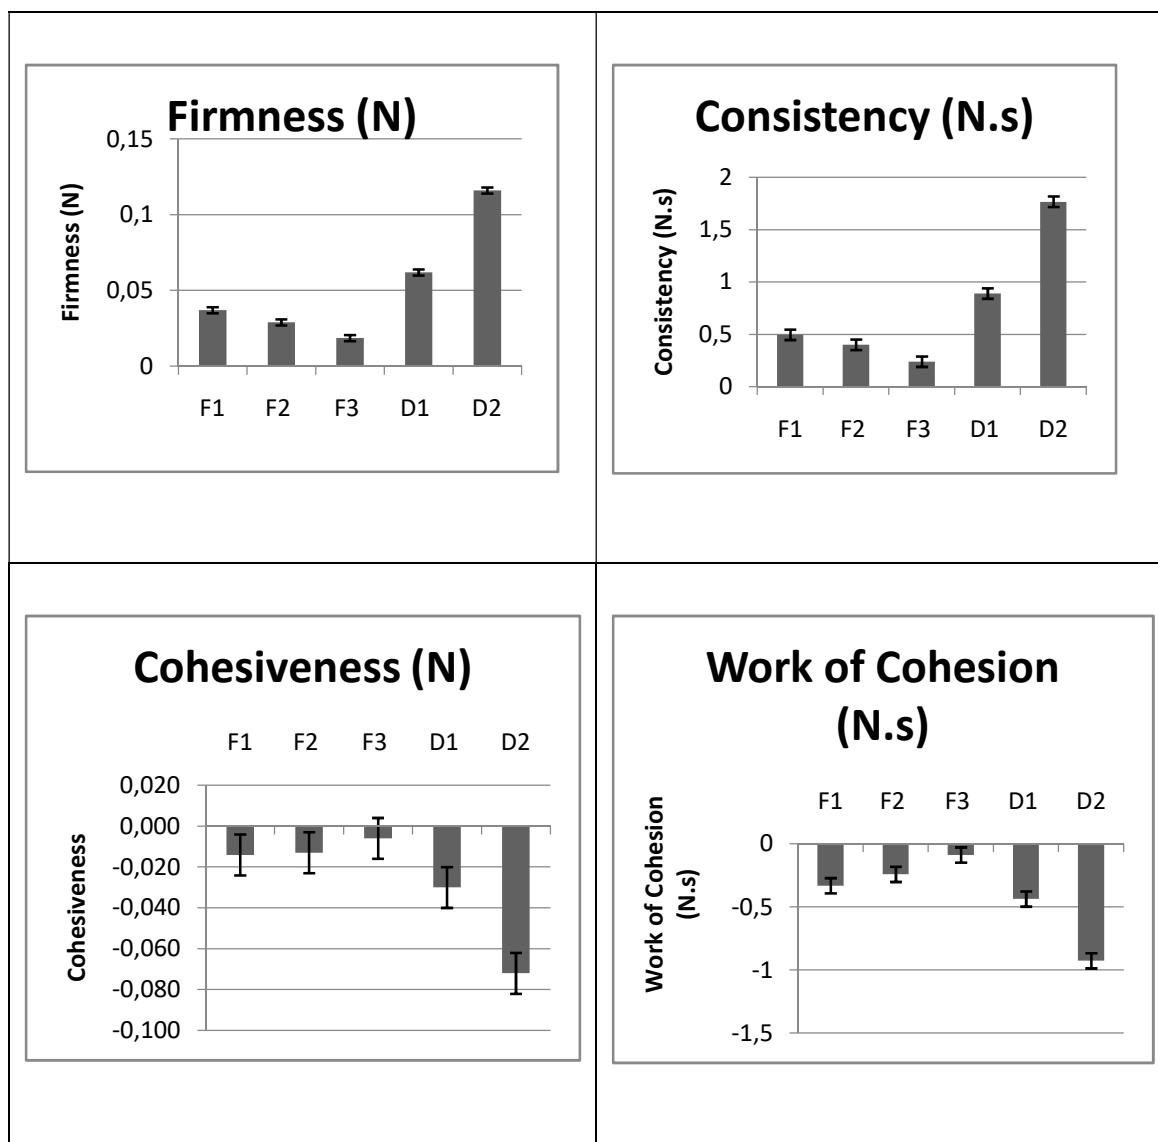 Firmness (N)
Firmness (N)
0,15
0,1
0,05
0
F1 F2 F3 D1 D2
Consistency (N.s)
Consistency (N.s)
2
1,5
1
0,5
0
F1 F2 F3 D1 D2
Cohesiveness (N)
F1 F2 F3 D1 D2
Cohesiveness
0,020
0,000
-0,020
-0,040
-0,060
-0,080
-0,100
Work of Cohesion
(N.s)
F1 F2 F3 D1 D2
Work of Cohesion
(N.s)
0
-0,5
-1
-1,5